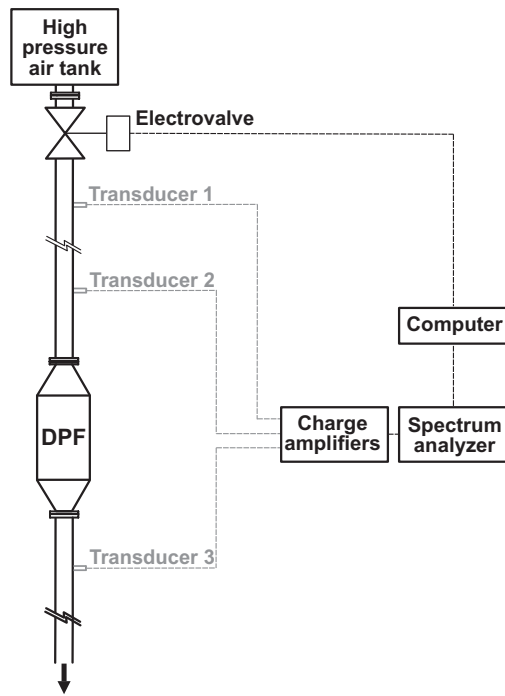 High
pressure
air tank
Electrovalve
Transducer 1
Transducer 2
Computer
DPF
Charge
amplifiers
Spectrum
analyzer
Transducer 3